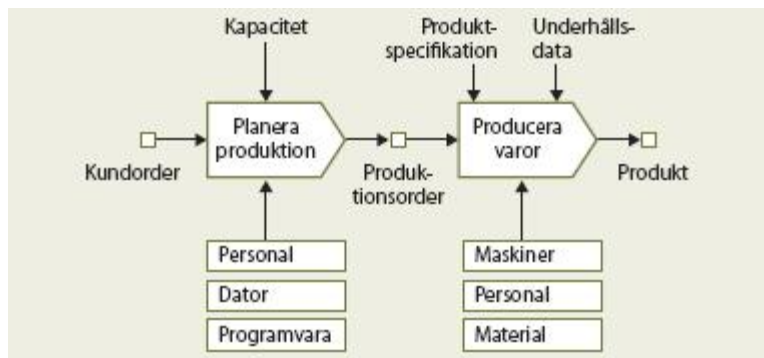 Kapacitet
Produkt-
specifikation
Underhålls-
data
Planera
produktion
Producera
varor
Kundorder
Produk-
tionsorder
Produkt
Personal
Dator
Programvara
Maskiner
Personal
Material